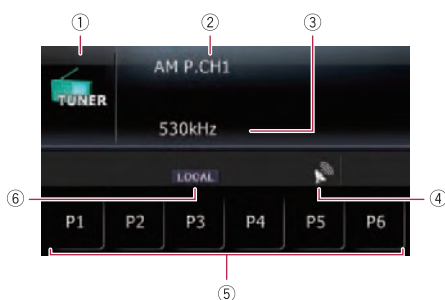 ① ② ③
AM P.CH1
TUNER
530kHz
LOCAL
⑥ ④
P1 P2 P3 P4 P5 P6
⑤